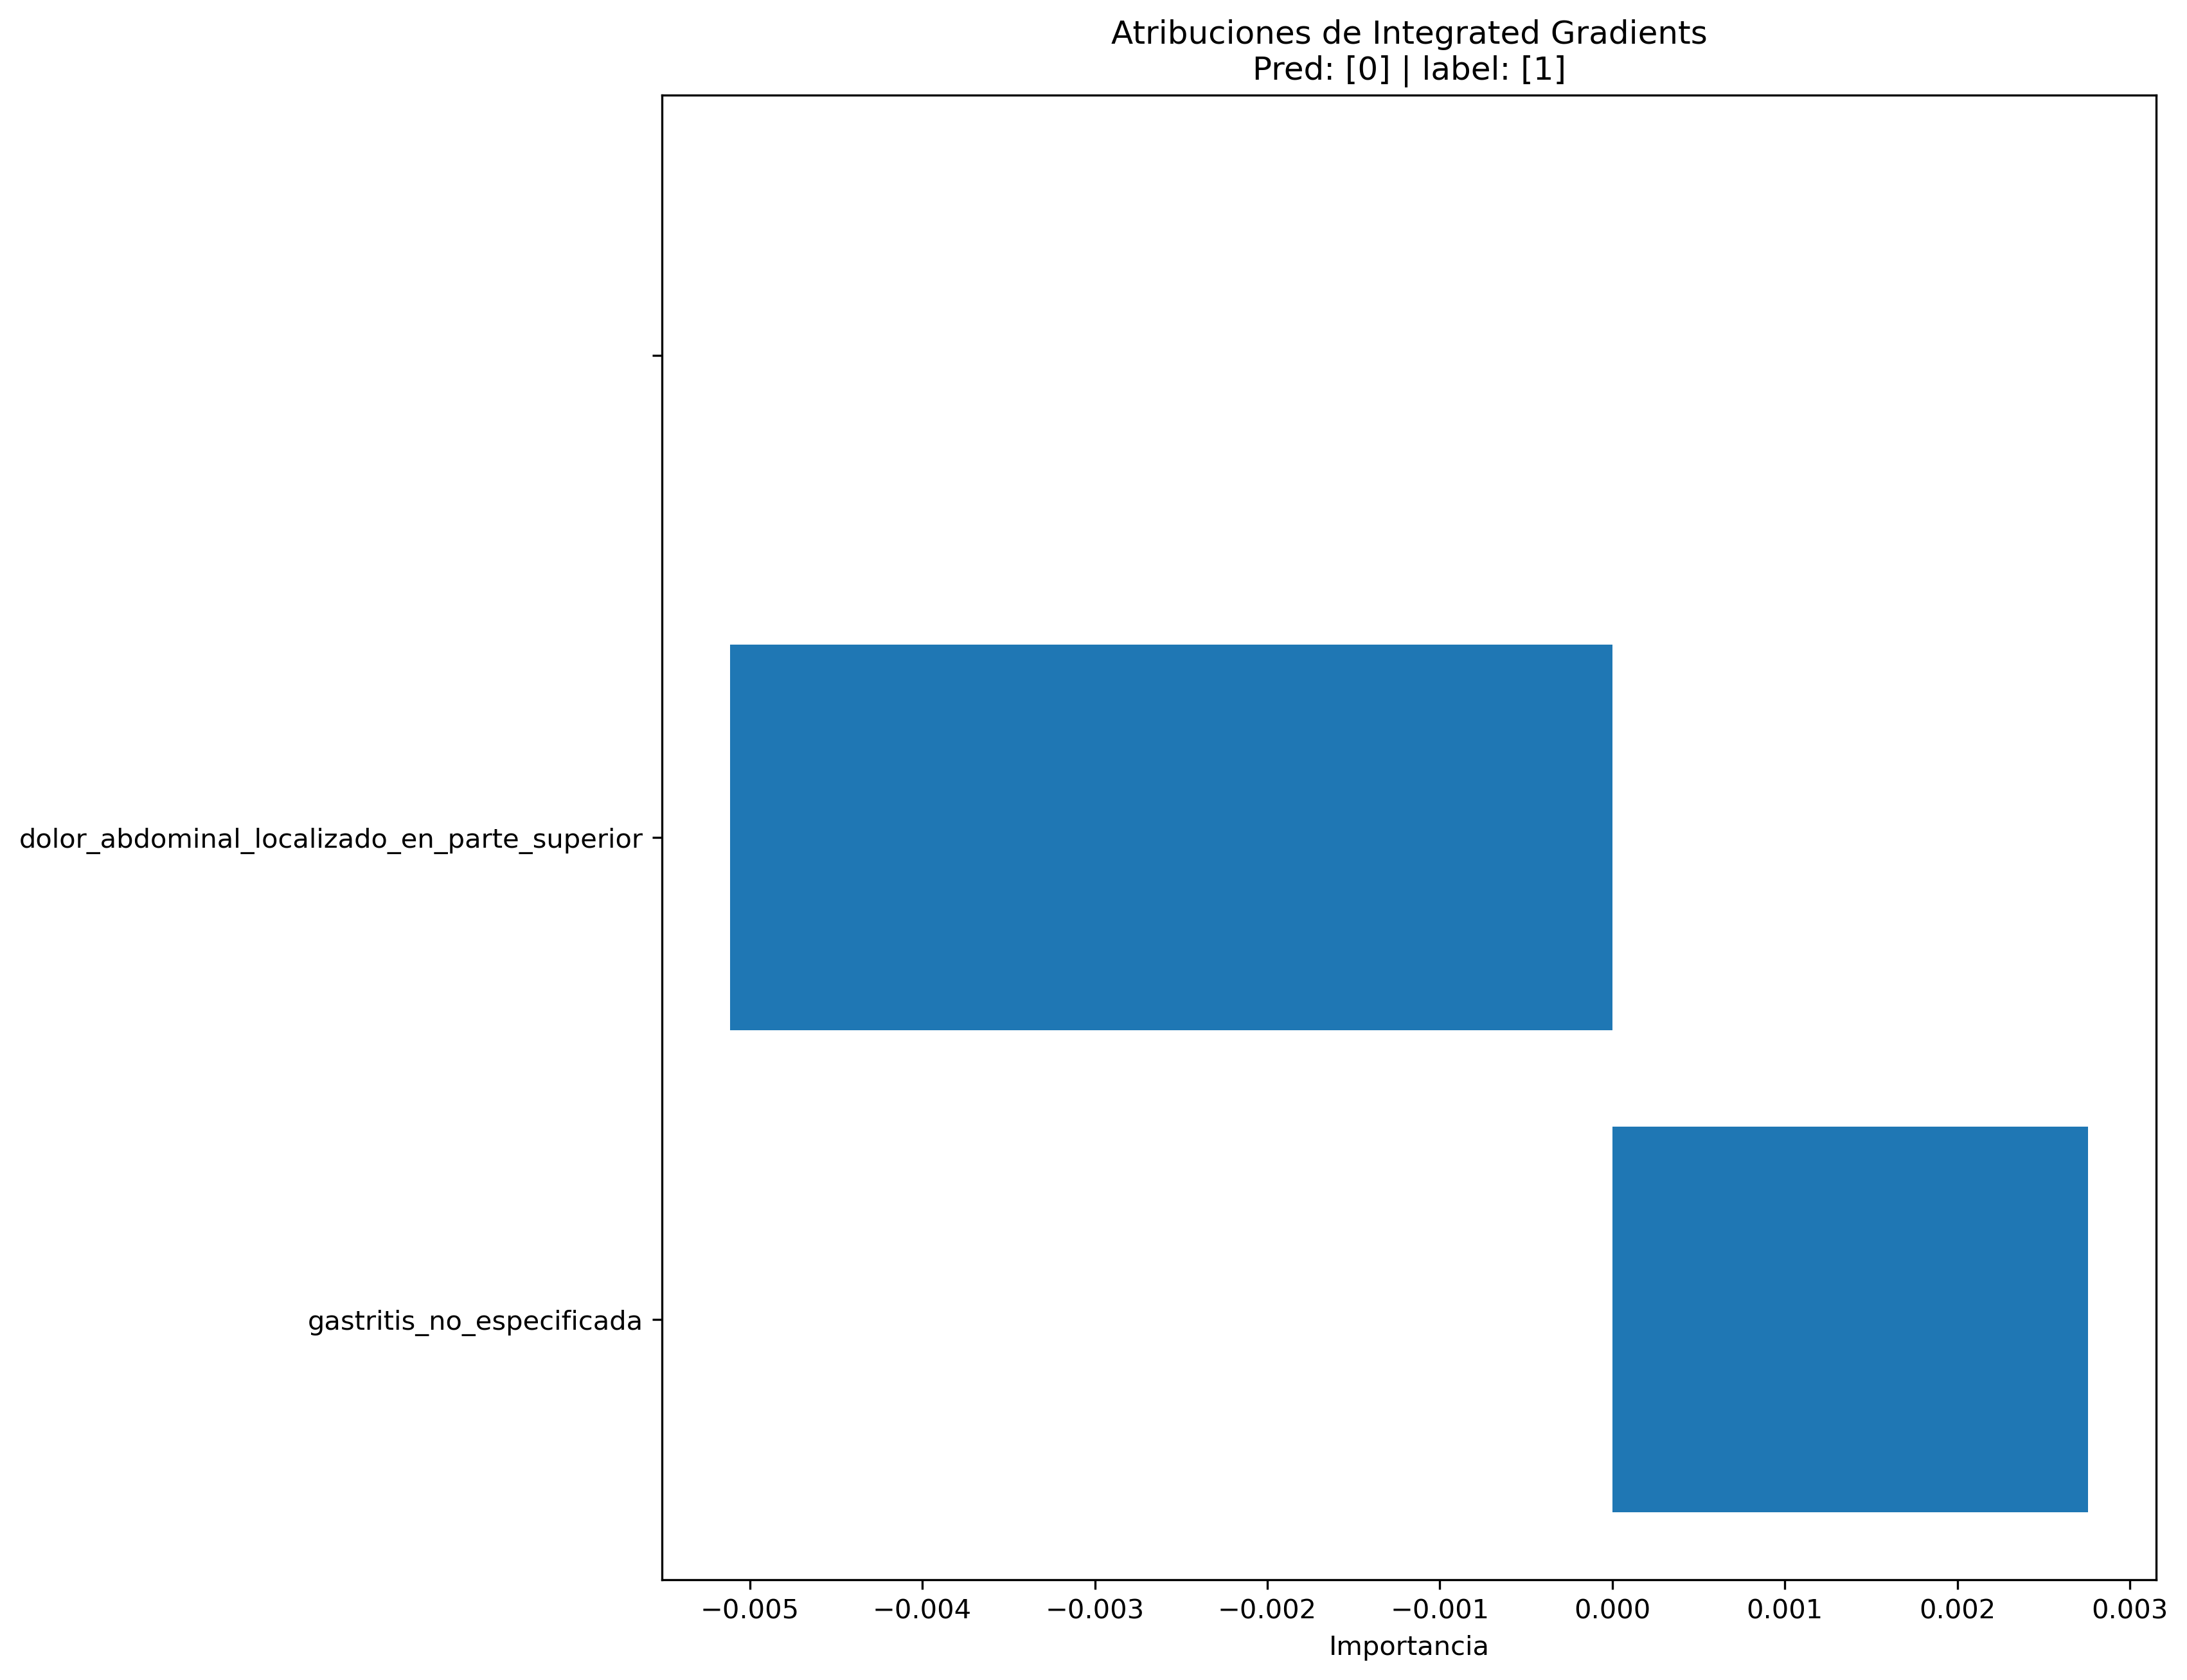 Atribuciones de Integrated Gradients
Pred: [0] | label: [1]
dolor_abdominal_localizado_en_parte_superior
gastritis_no_especificada
−0.005 −0.004 −0.003 −0.002 −0.001 0.000 0.001 0.002 0.003
Importancia